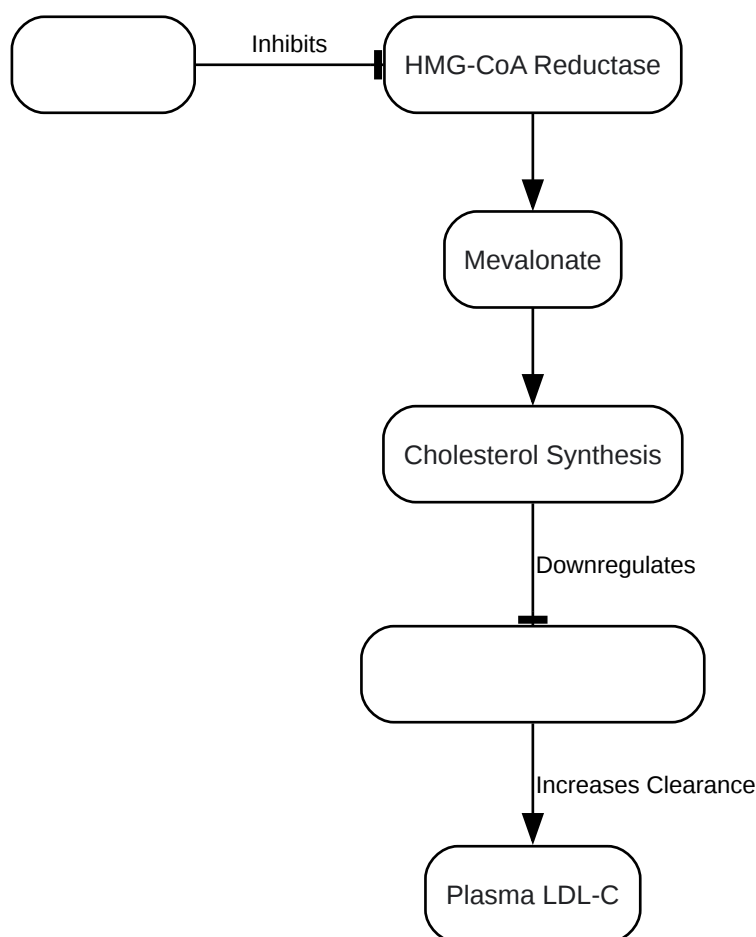 Inhibits
HMG-CoA Reductase
Mevalonate
Cholesterol Synthesis
Downregulates
Increases Clearance
Plasma LDL-C